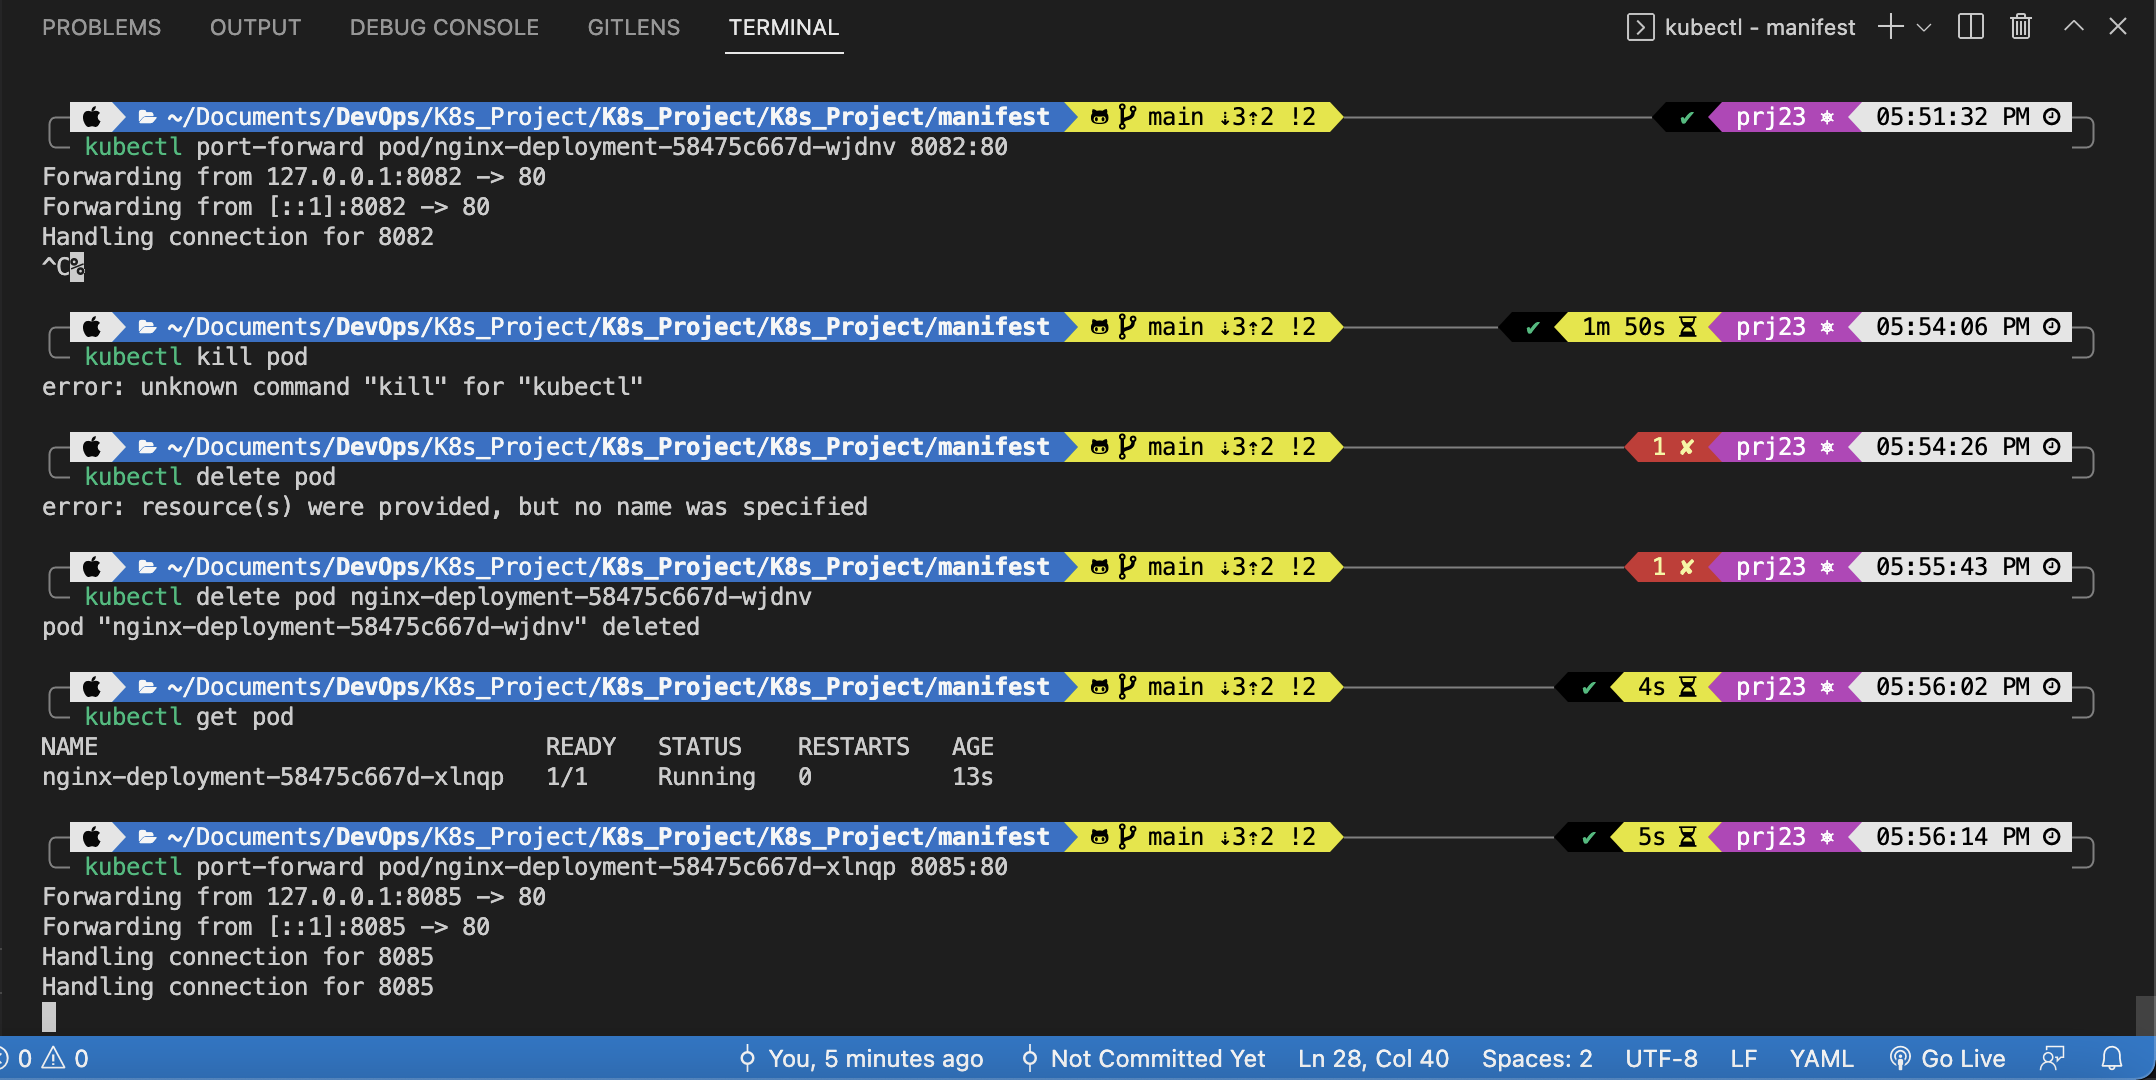 PROBLEMS OUTPUT DEBUG CONSOLE GITLENS TERMINAL kubectl - manifest
~/Documents/DevOps/K8s_Project/K8s_Project/K8s_Project/manifest main ⇣3⇡2 !2 ✔ prj23 05:51:32 PM
kubectl port-forward pod/nginx-deployment-58475c667d-wjdnv 8082:80
Forwarding from 127.0.0.1:8082 -> 80
Forwarding from [::1]:8082 -> 80
Handling connection for 8082
^C%
~/Documents/DevOps/K8s_Project/K8s_Project/K8s_Project/manifest main ⇣3⇡2 !2 ✔ 1m 50s prj23 05:54:06 PM
kubectl kill pod
error: unknown command "kill" for "kubectl"
~/Documents/DevOps/K8s_Project/K8s_Project/K8s_Project/manifest main ⇣3⇡2 !2 1 ✘ prj23 05:54:26 PM
kubectl delete pod
error: resource(s) were provided, but no name was specified
~/Documents/DevOps/K8s_Project/K8s_Project/K8s_Project/manifest main ⇣3⇡2 !2 1 ✘ prj23 05:55:43 PM
kubectl delete pod nginx-deployment-58475c667d-wjdnv
pod "nginx-deployment-58475c667d-wjdnv" deleted
~/Documents/DevOps/K8s_Project/K8s_Project/K8s_Project/manifest main ⇣3⇡2 !2 ✔ 4s prj23 05:56:02 PM
kubectl get pod
NAME READY STATUS RESTARTS AGE
nginx-deployment-58475c667d-xlnqp 1/1 Running 0 13s
~/Documents/DevOps/K8s_Project/K8s_Project/K8s_Project/manifest main ⇣3⇡2 !2 ✔ 5s prj23 05:56:14 PM
kubectl port-forward pod/nginx-deployment-58475c667d-xlnqp 8085:80
Forwarding from 127.0.0.1:8085 -> 80
Forwarding from [::1]:8085 -> 80
Handling connection for 8085
Handling connection for 8085
0 0 You, 5 minutes ago Not Committed Yet Ln 28, Col 40 Spaces: 2 UTF-8 LF YAML Go Live